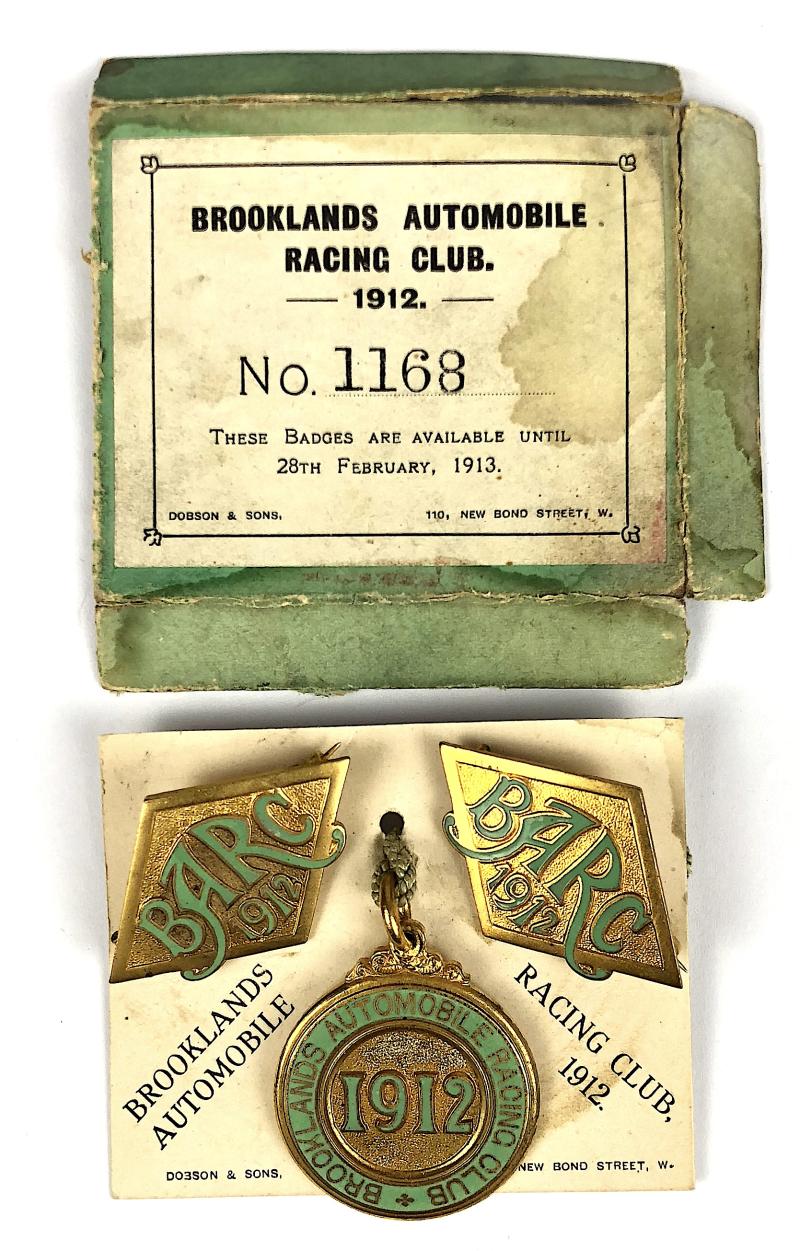 BROOKLANDS AUTOMOBILE
RACING CLUB.
— 1912. —
No. 1168
THESE BADGES ARE AVAILABLE UNTIL
28TH FEBRUARY, 1913.
DOBSON & SONS, 110, NEW BOND STREET, W.
BARC
1912
BARC
1912
BROOKLANDS
AUTOMOBILE
RACING CLUB,
1912.
BROOKLANDS AUTOMOBILE RACING CLUB
1912
DOBSON & SONS, NEW BOND STREET, W.